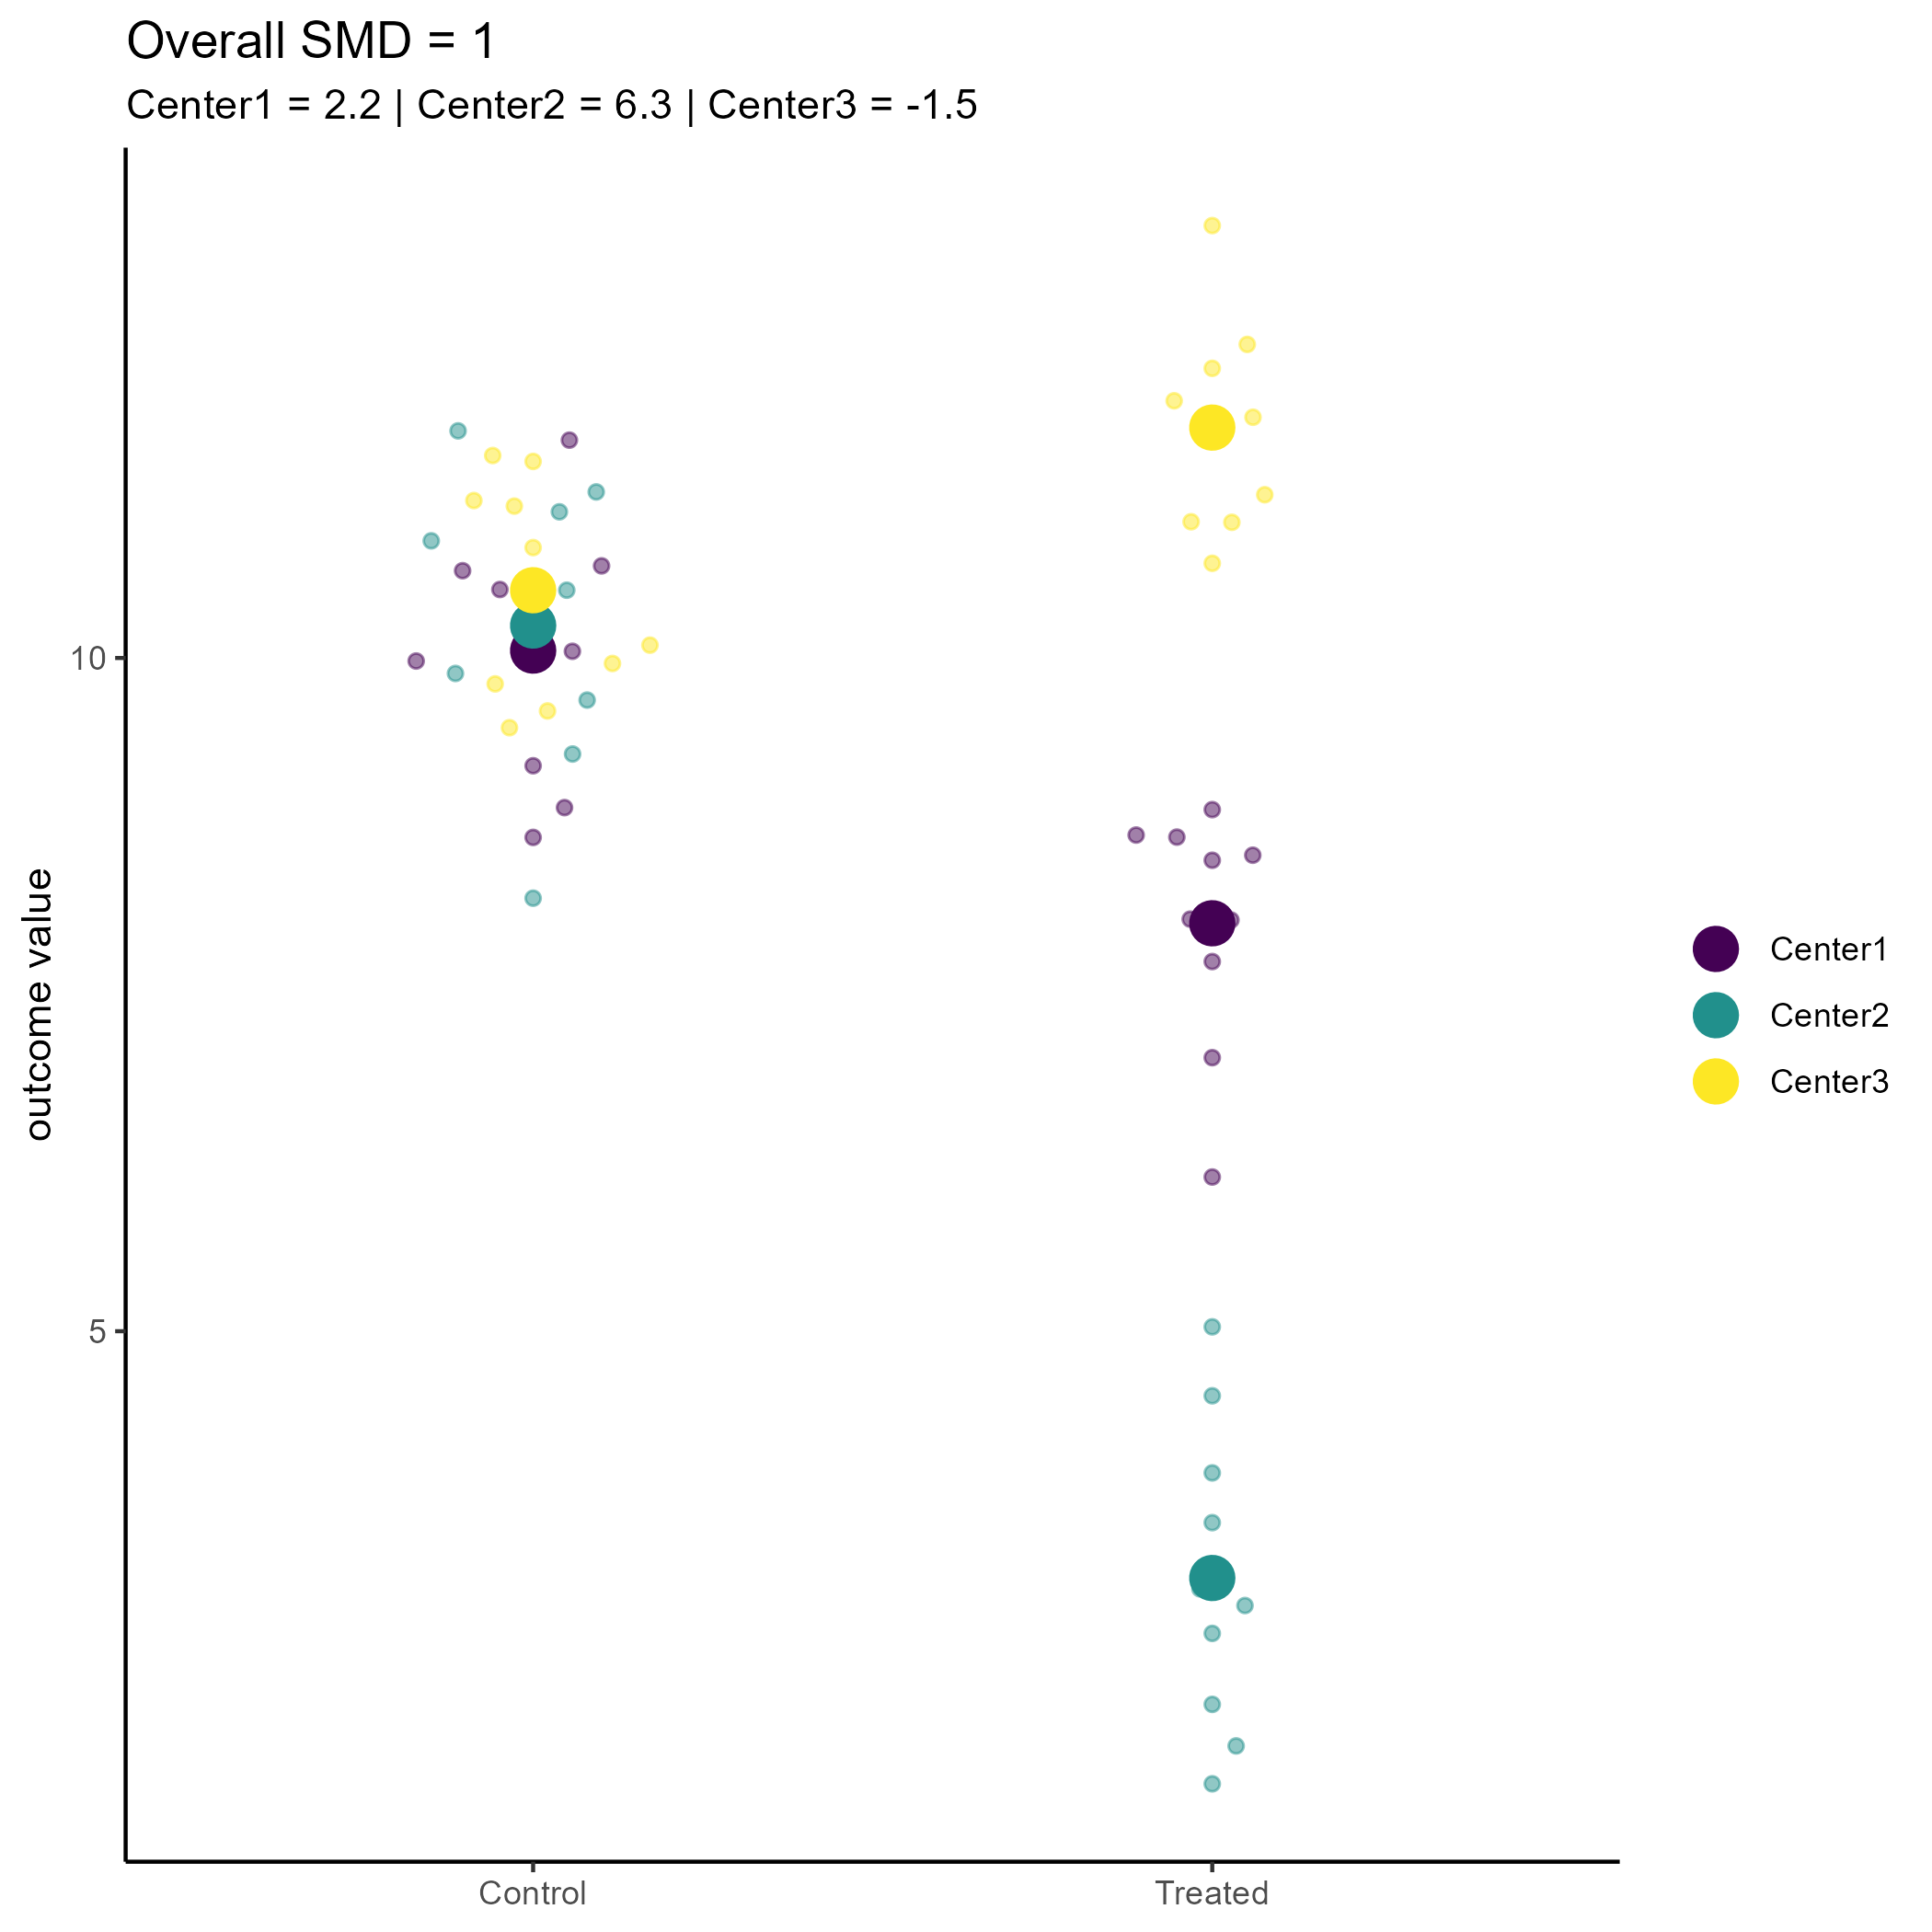 Overall SMD = 1
Center1 = 2.2 | Center2 = 6.3 | Center3 = -1.5
outcome value
10
5
Control
Treated
Center1
Center2
Center3